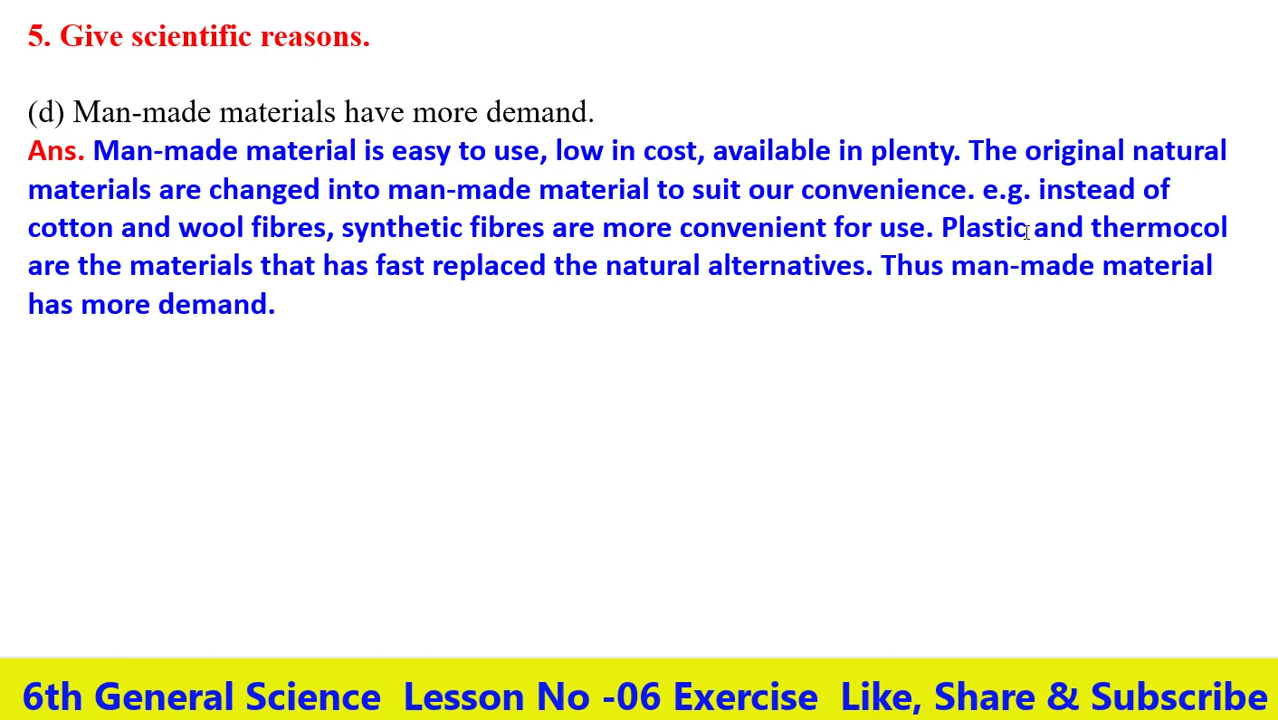 5. Give scientific reasons.
(d) Man-made materials have more demand.
Ans. Man-made material is easy to use, low in cost, available in plenty. The original natural
materials are changed into man-made material to suit our convenience. e.g. instead of
cotton and wool fibres, synthetic fibres are more convenient for use. Plastic and thermocol
are the materials that has fast replaced the natural alternatives. Thus man-made material
has more demand.
6th General Science  Lesson No -06 Exercise  Like, Share & Subscribe